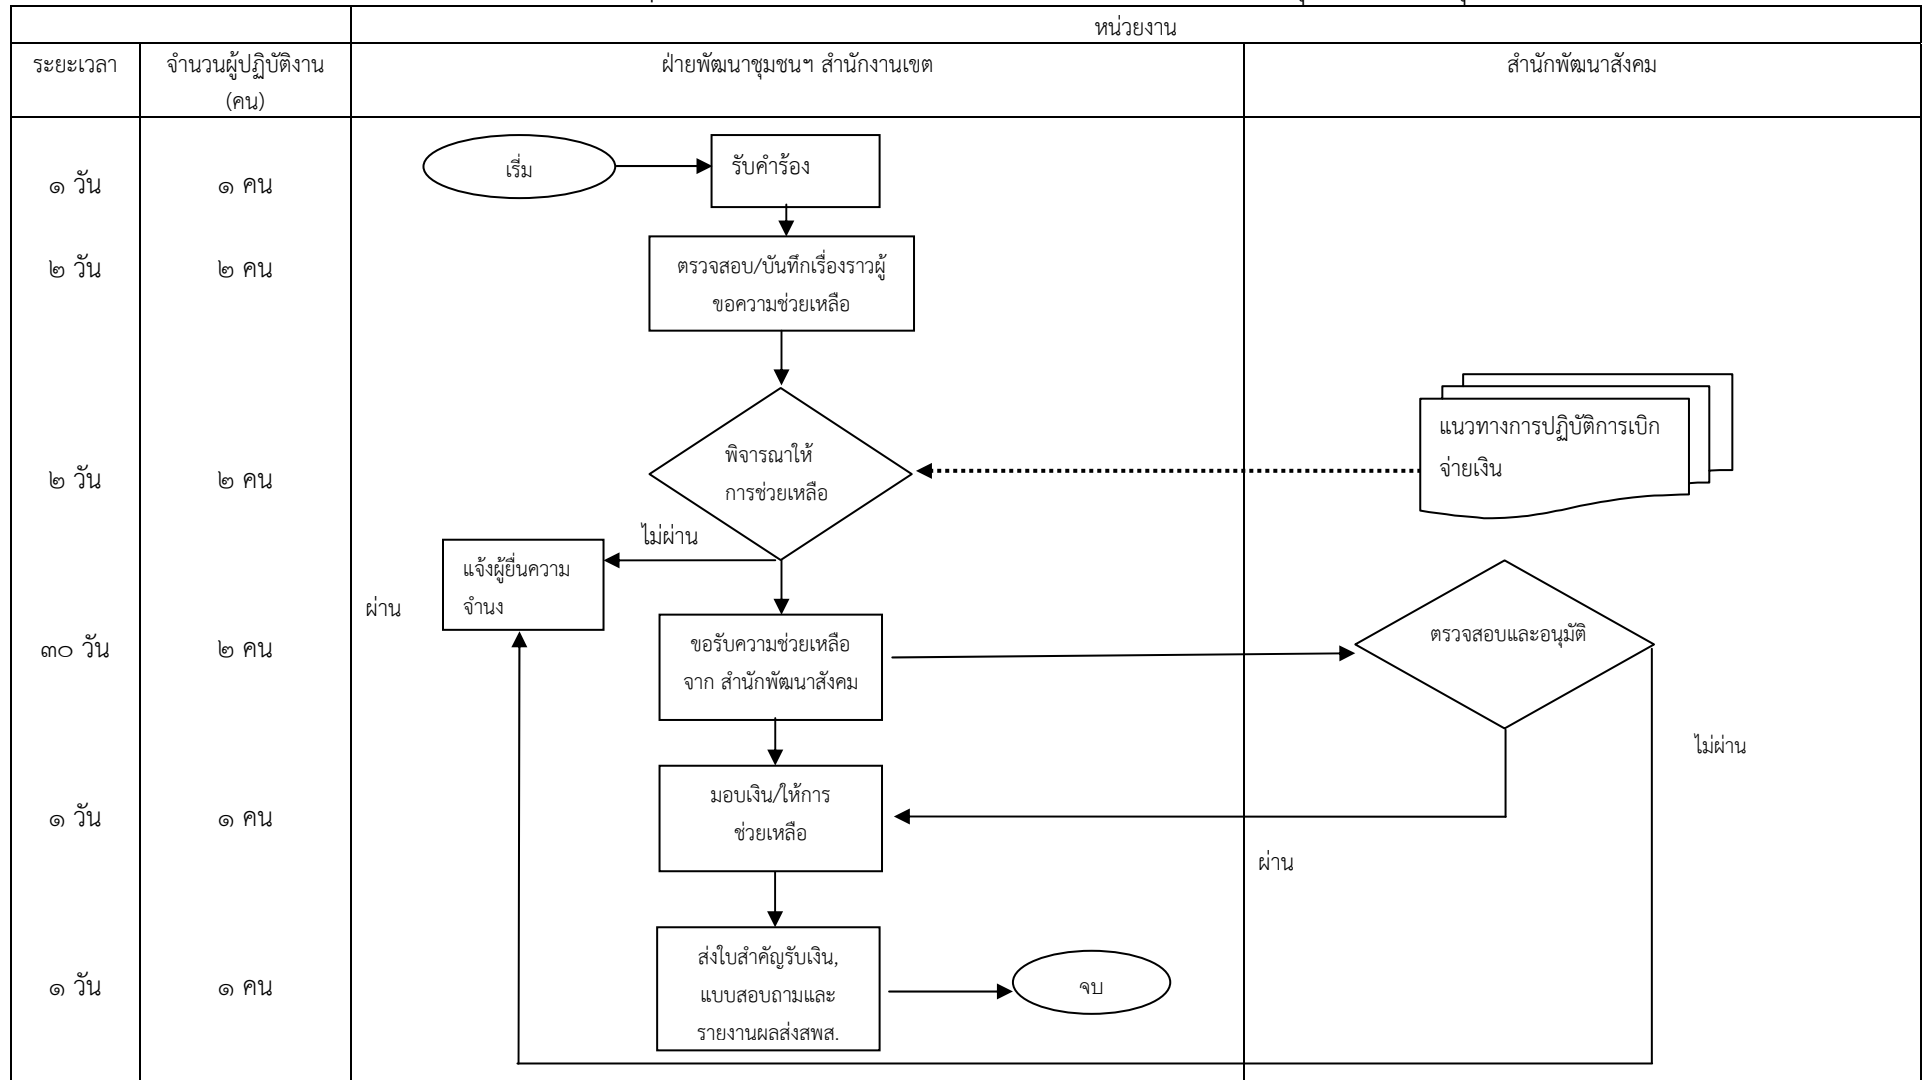 หน่วยงาน
ระยะเวลา
จำนวนผู้ปฏิบัติงาน
(คน)
ฝ่ายพัฒนาชุมชนฯ สำนักงานเขต
สำนักพัฒนาสังคม
๑ วัน
๑ คน
เริ่ม
รับคำร้อง
๒ วัน
๒ คน
ตรวจสอบ/บันทึกเรื่องราวผู้
ขอความช่วยเหลือ
๒ วัน
๒ คน
พิจารณาให้
การช่วยเหลือ
แนวทางการปฏิบัติการเบิก
จ่ายเงิน
ไม่ผ่าน
แจ้งผู้ยื่นความ
จำนง
ผ่าน
๓๐ วัน
๒ คน
ขอรับความช่วยเหลือ
จาก สำนักพัฒนาสังคม
ตรวจสอบและอนุมัติ
ไม่ผ่าน
๑ วัน
๑ คน
มอบเงิน/ให้การ
ช่วยเหลือ
ผ่าน
๑ วัน
๑ คน
ส่งใบสำคัญรับเงิน,
แบบสอบถามและ
รายงานผลส่งสพส.
จบ